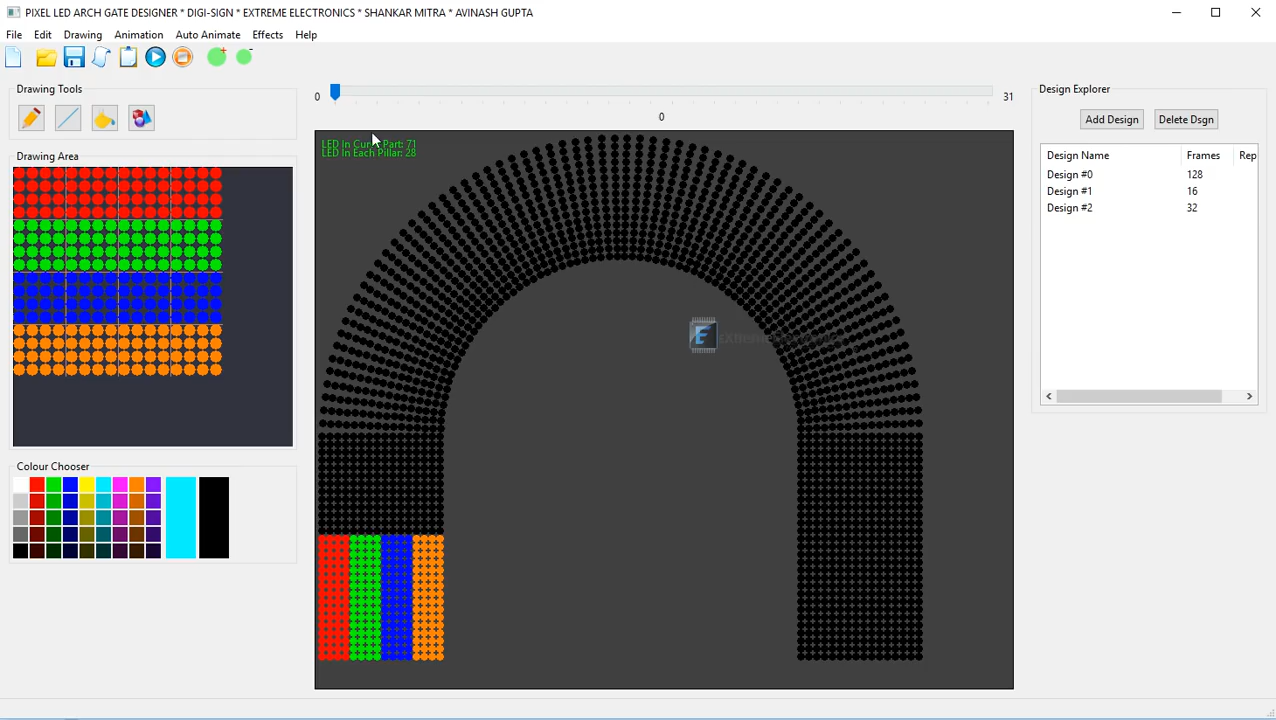 PIXEL LED ARCH GATE DESIGNER * DIGI-SIGN * EXTREME ELECTRONICS * SHANKAR MITRA * AVINASH GUPTA
File Edit Drawing Animation Auto Animate Effects Help
Drawing Tools
0
31
0
Design Explorer
Add Design
Delete Dsgn
Drawing Area
LED In Curve Part: 71
LED In Each Pillar: 28
Design Name Frames Rep
Design #0 128
Design #1 16
Design #2 32
E
Colour Chooser